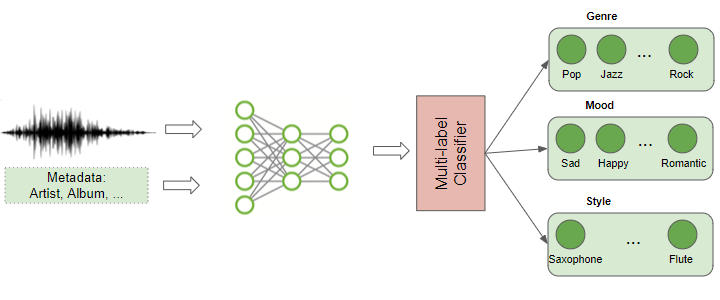 Genre
Pop Jazz ... Rock
Metadata:
Artist, Album, ...
Multi-label
Classifier
Mood
Sad Happy ... Romantic
Style
...
Saxophone Flute